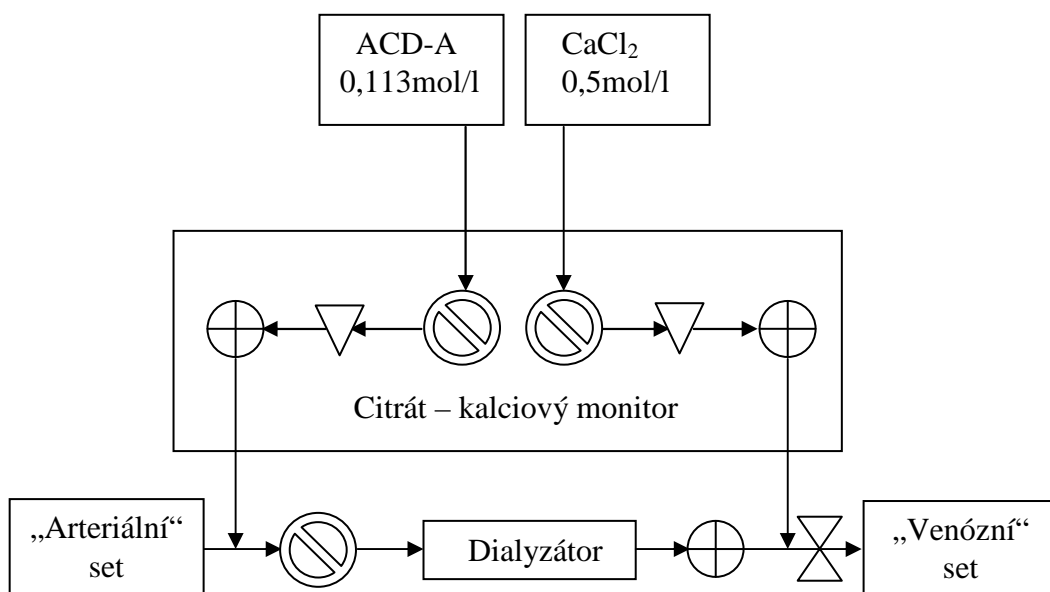 ACD-A
0,113mol/l
CaCl₂
0,5mol/l
Citrát – kalciový monitor
„Arteriální“
set
Dialyzátor
„Venózní“
set